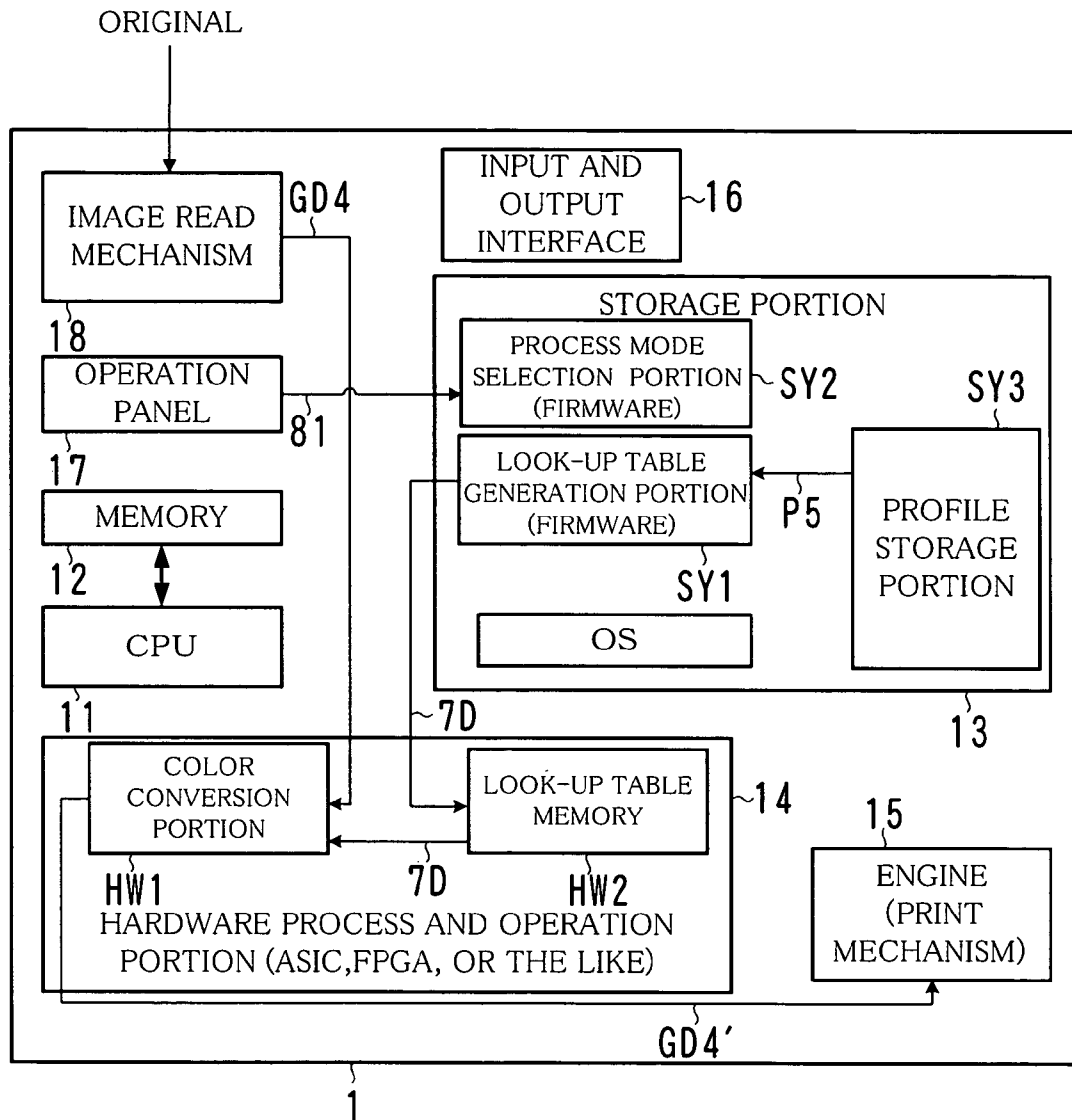 ORIGINAL
IMAGE READ
MECHANISM
18
GD4
INPUT AND
OUTPUT
INTERFACE
16
STORAGE PORTION
OPERATION
PANEL
17
81
PROCESS MODE
SELECTION PORTION
(FIRMWARE)
SY2
SY3
LOOK-UP TABLE
GENERATION PORTION
(FIRMWARE)
SY1
P5
PROFILE
STORAGE
PORTION
MEMORY
12
CPU
11
OS
13
7D
COLOR
CONVERSION
PORTION
HW1
7D
LOOK-UP TABLE
MEMORY
HW2
14
HARDWARE PROCESS AND OPERATION
PORTION (ASIC,FPGA, OR THE LIKE)
15
ENGINE
(PRINT
MECHANISM)
GD4'
1